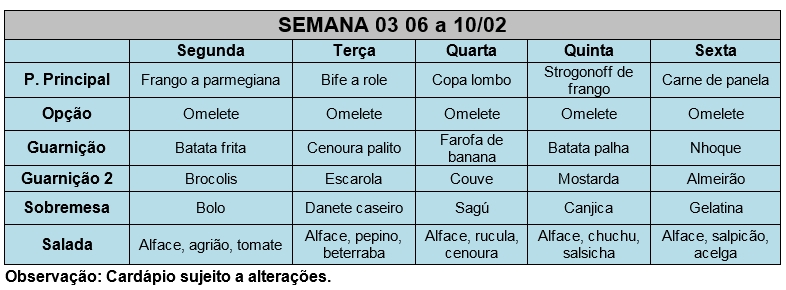 SEMANA 03 06 a 10/02
Segunda Terça Quarta Quinta Sexta
P. Principal Frango a parmegiana Bife a role Copa lombo Strogonoff de frango Carne de panela
Opção Omelete Omelete Omelete Omelete Omelete
Guarnição Batata frita Cenoura palito Farofa de banana Batata palha Nhoque
Guarnição 2 Brocolis Escarola Couve Mostarda Almeirão
Sobremesa Bolo Danete caseiro Sagú Canjica Gelatina
Salada Alface, agrião, tomate Alface, pepino, beterraba Alface, rucula, cenoura Alface, chuchu, salsicha Alface, salpicão, acelga
Observação: Cardápio sujeito a alterações.